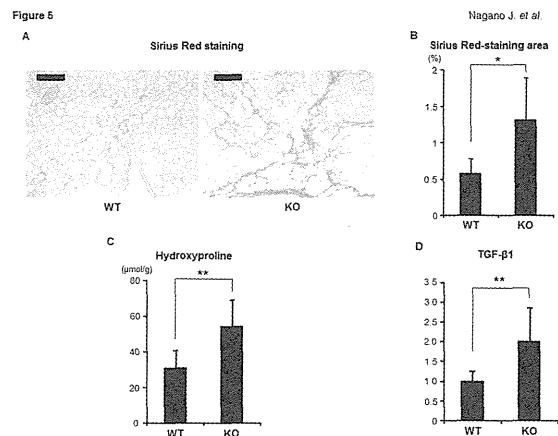 Figure 5
Nagano J. et al.
A
Sirius Red staining
WT
KO
B
Sirius Red-staining area
(%)
2
1.5
1
0.5
0
*
WT
KO
C
Hydroxyproline
(μmol/g)
80
60
40
20
0
**
WT
KO
D
TGF-β1
3.5
3.0
2.5
2.0
1.5
1.0
0.5
0
**
WT
KO